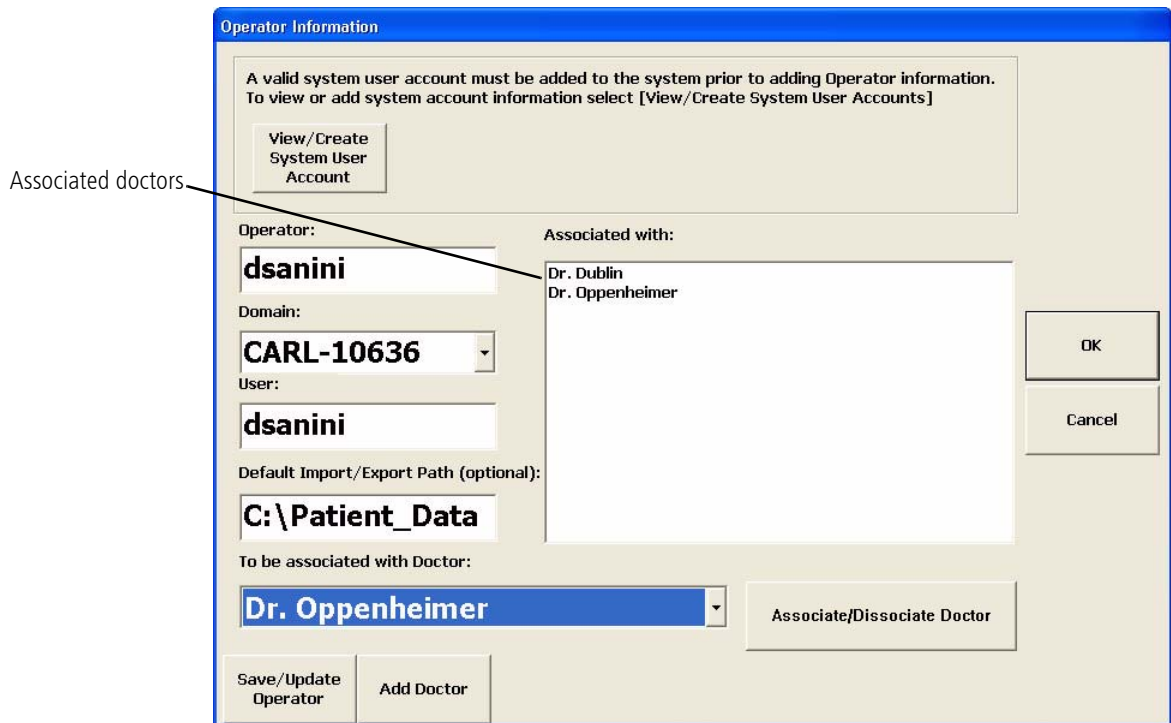 Operator Information
A valid system user account must be added to the system prior to adding Operator information.
To view or add system account information select [View/Create System User Accounts]
View/Create
System User
Account
Associated doctors
Operator:
dsanini
Associated with:
Dr. Dublin
Dr. Oppenheimer
Domain:
CARL-10636
User:
dsanini
Default Import/Export Path (optional):
C:\Patient_Data
OK
Cancel
To be associated with Doctor:
Dr. Oppenheimer
Associate/Dissociate Doctor
Save/Update
Operator
Add Doctor